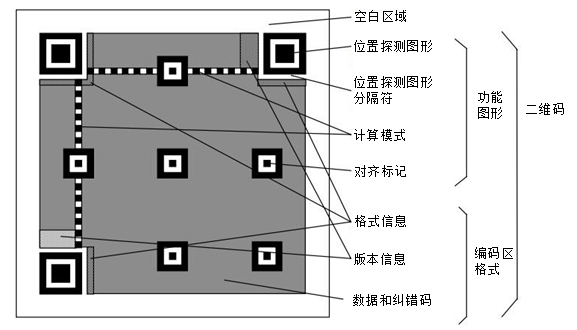 空白区域
位置探测图形
位置探测图形
分隔符
计算模式
对齐标记
格式信息
版本信息
数据和纠错码
功能
图形
编码区
格式
二维码